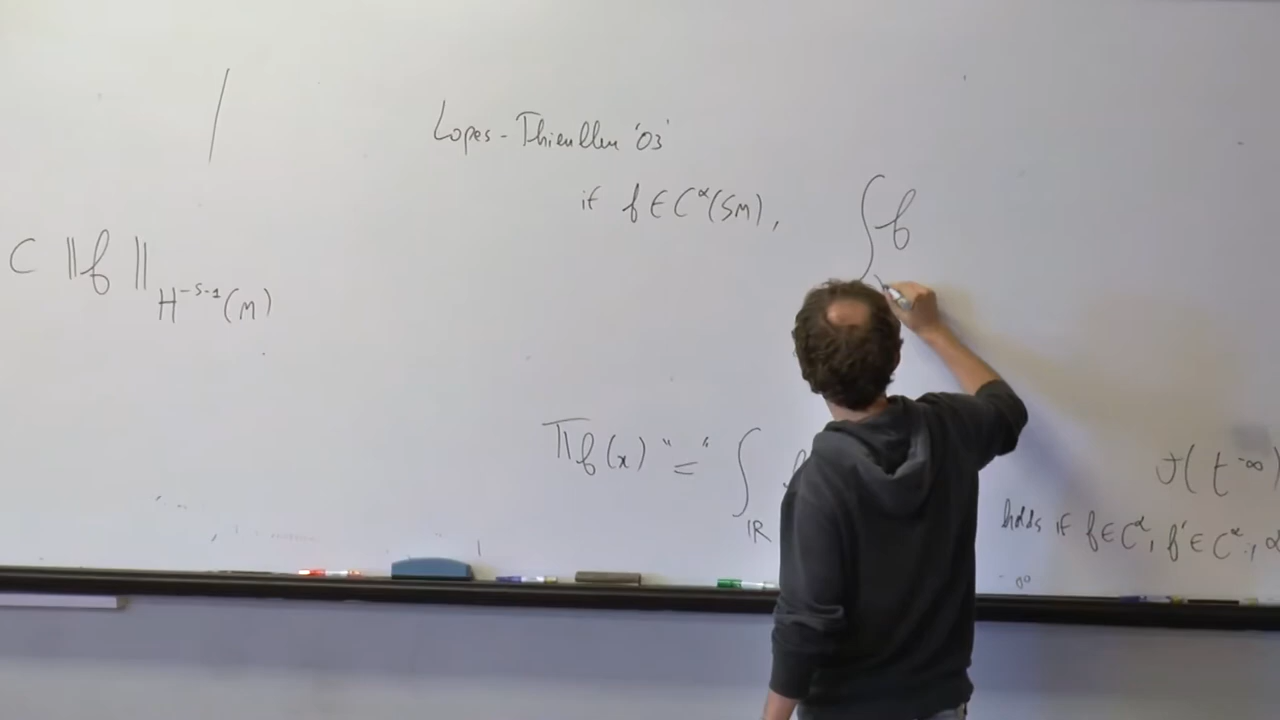 Lopes-Thieullen '03'
if f ∈ C^α(SM), ∫ f
C ||f||_{H^{-s-1}(M)}
Πf(x) "=" ∫_{ℝ} f
O(t^{-∞})
holds if f ∈ C^α, f' ∈ C^α, α